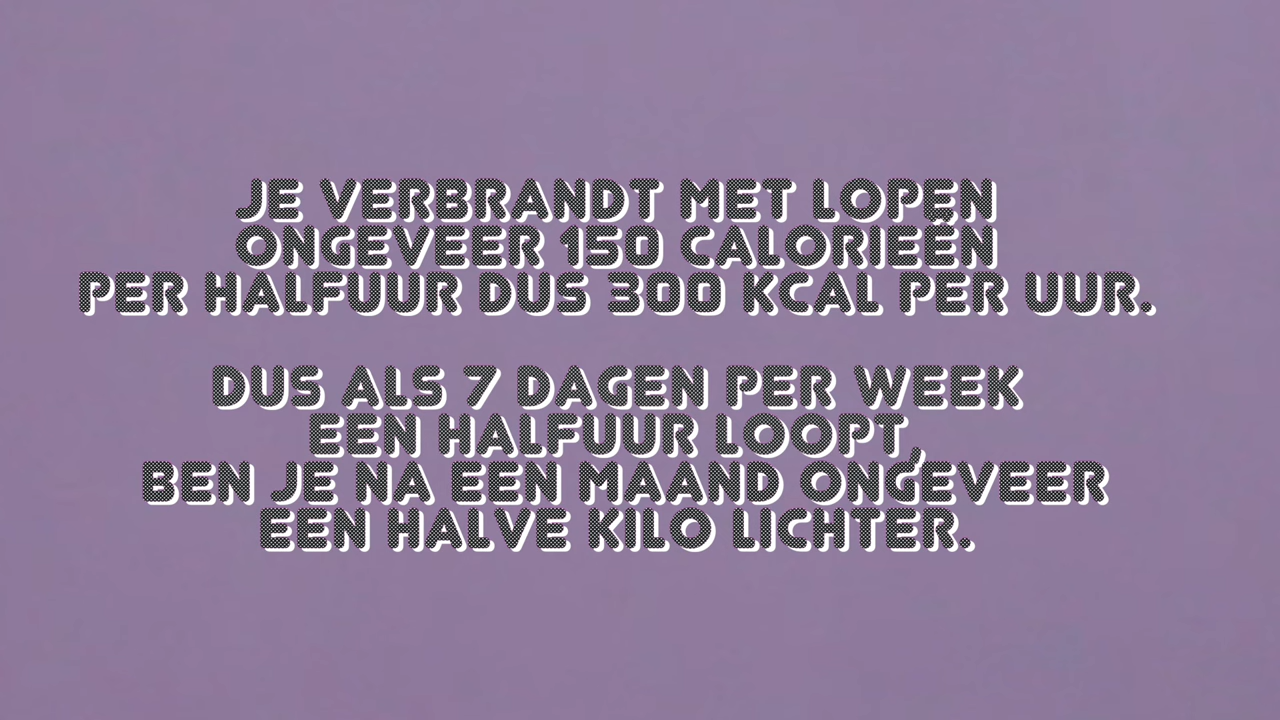 JE VERBRANDT MET LOPEN
ONGEVEER 150 CALORIEËN
PER HALFUUR DUS 300 KCAL PER UUR.
DUS ALS 7 DAGEN PER WEEK
EEN HALFUUR LOOPT,
BEN JE NA EEN MAAND ONGEVEER
EEN HALVE KILO LICHTER.